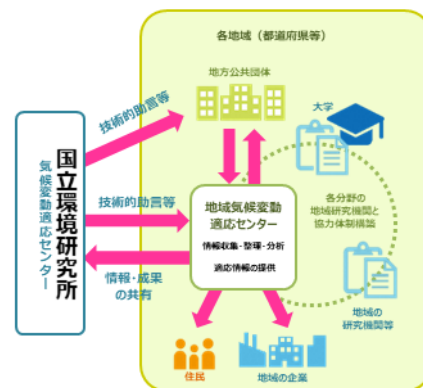 各地域（都道府県等）
地方公共団体
大学
技術的助言等
国立環境研究所
気候変動適応センター
技術的助言等
情報・成果
の共有
地域気候変動
適応センター
情報収集・整理・分析
適応情報の提供
各分野の
地域研究機関と
協力体制構築
地域の
研究機関等
住民
地域の企業